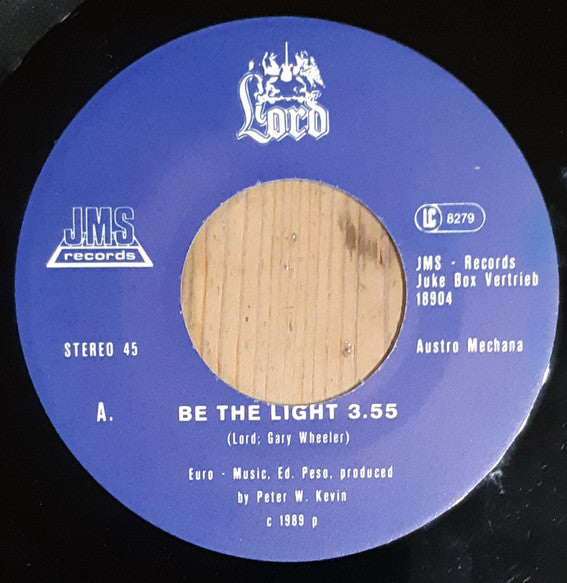 Lord
JMS
records
LC 8279
JMS - Records
Juke Box Vertrieb
18904
STEREO 45
Austro Mechana
A.
BE THE LIGHT 3.55
(Lord; Gary Wheeler)
Euro - Music, Ed. Peso, produced
by Peter W. Kevin
c 1989 p